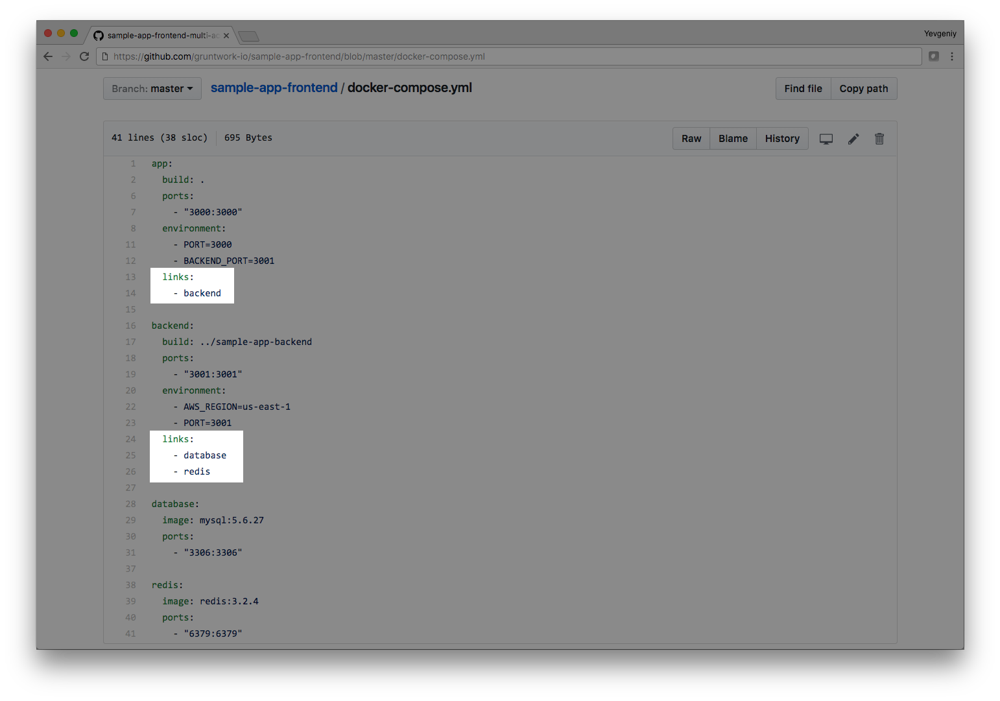 sample-app-frontend-multi-ac
Yevgeniy
https://github.com/gruntwork-io/sample-app-frontend/blob/master/docker-compose.yml
Branch: master
sample-app-frontend / docker-compose.yml
Find file
Copy path
41 lines (38 sloc)
695 Bytes
Raw
Blame
History
1 app:
2   build: .
6   ports:
7     - "3000:3000"
8   environment:
11     - PORT=3000
12     - BACKEND_PORT=3001
13   links:
14     - backend
15
16 backend:
17   build: ../sample-app-backend
18   ports:
19     - "3001:3001"
20   environment:
22     - AWS_REGION=us-east-1
23     - PORT=3001
24   links:
25     - database
26     - redis
27
28 database:
29   image: mysql:5.6.27
30   ports:
31     - "3306:3306"
37
38 redis:
39   image: redis:3.2.4
40   ports:
41     - "6379:6379"